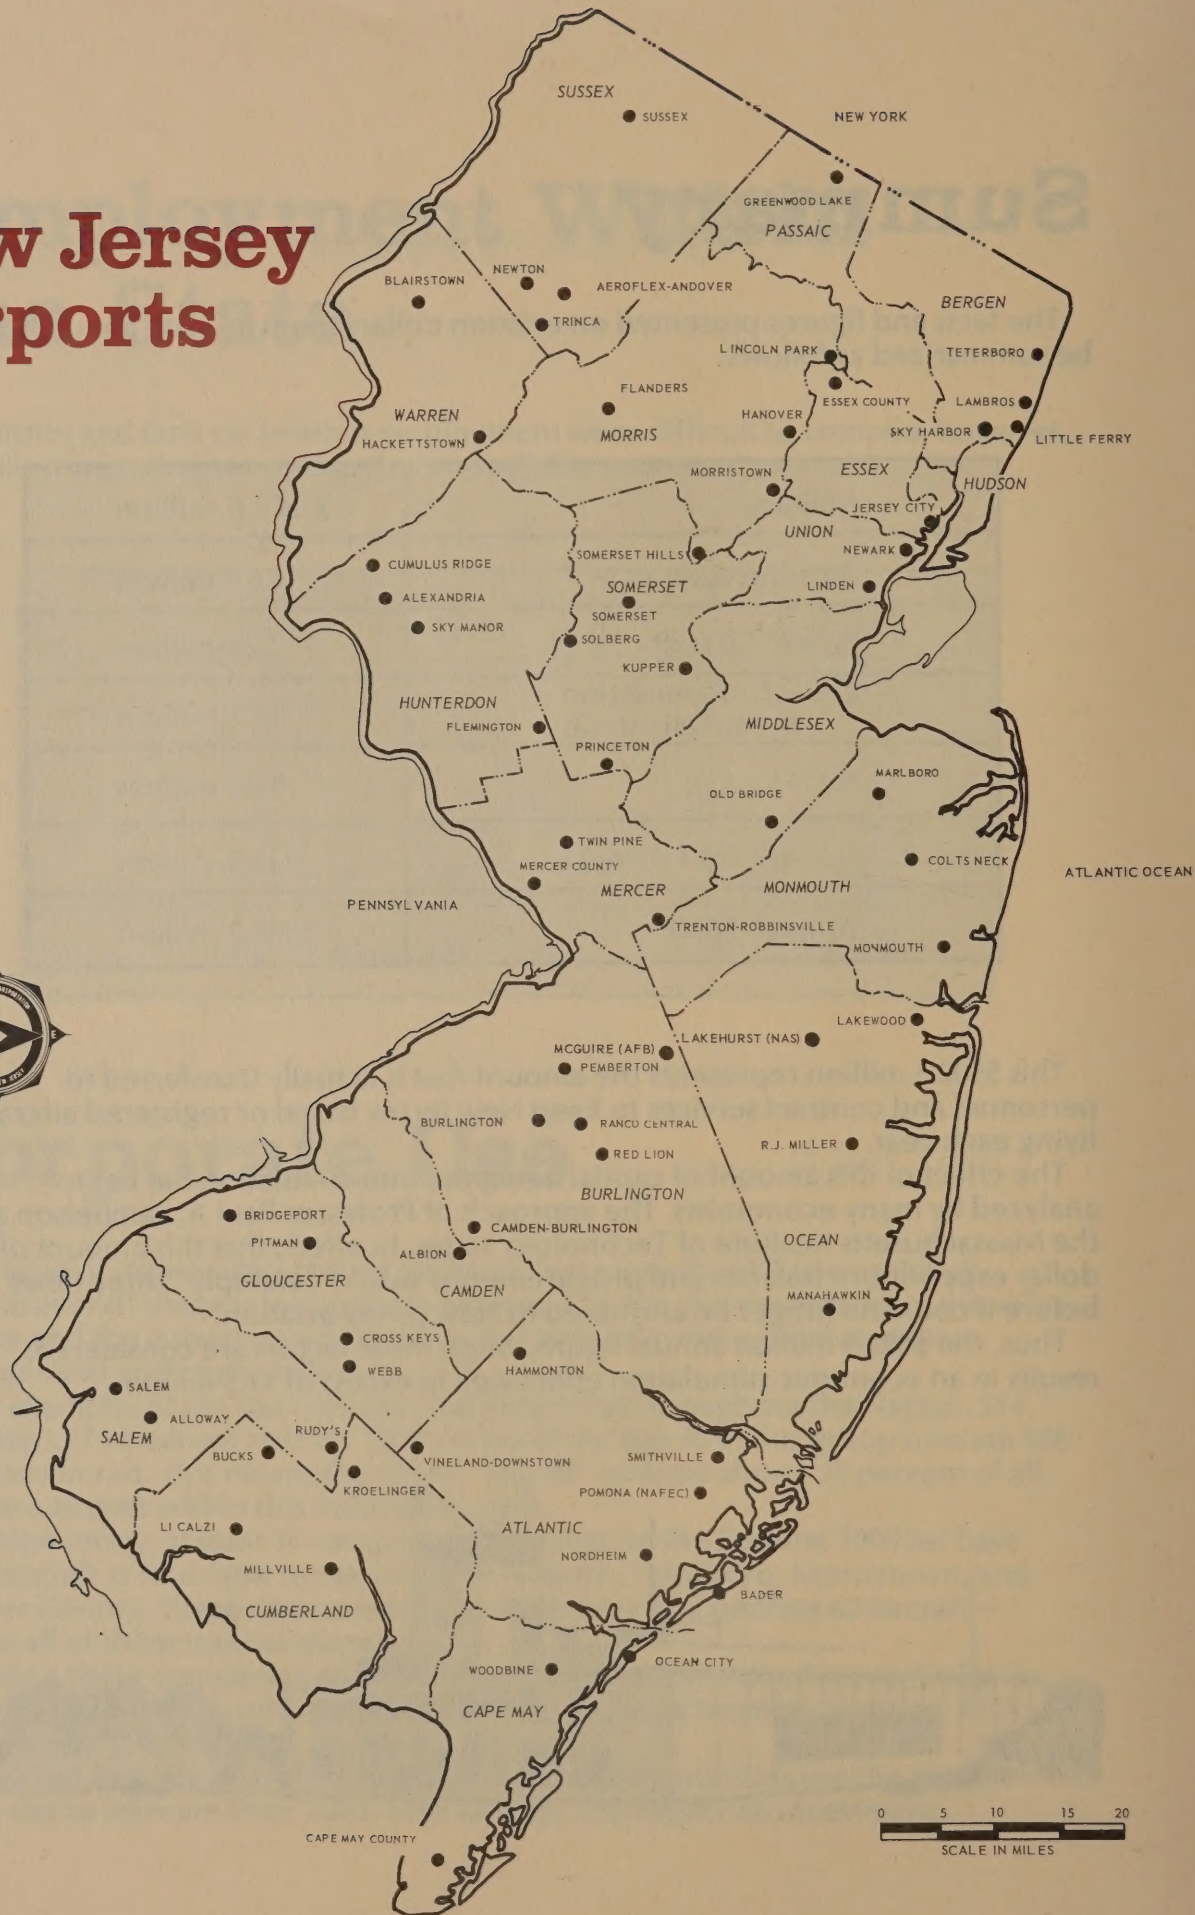 w Jersey
rports
SUSSEX
SUSSEX
NEW YORK
GREENWOOD LAKE
PASSAIC
NEWTON
BLAIRSTOWN
AEROFLEX-ANDOVER
TRINCA
BERGEN
LINCOLN PARK
TETERBORO
FLANDERS
ESSEX COUNTY
LAMBROS
WARREN
HANOVER
MORRIS
SKY HARBOR
LITTLE FERRY
HACKETTSTOWN
MORRISTOWN
ESSEX
HUDSON
JERSEY CITY
UNION
SOMERSET HILLS
NEWARK
CUMULUS RIDGE
SOMERSET
LINDEN
ALEXANDRIA
SOMERSET
SKY MANOR
SOLBERG
KUPPER
HUNTERDON
FLEMINGTON
MIDDLESEX
PRINCETON
MARLBORO
OLD BRIDGE
TWIN PINE
MERCER COUNTY
COLTS NECK
ATLANTIC OCEAN
MERCER
MONMOUTH
PENNSYLVANIA
TRENTON-ROBBINSVILLE
MONMOUTH
LAKEWOOD
E
LAKEHURST (NAS)
MCGUIRE (AFB)
PEMBERTON
BURLINGTON
RANCO CENTRAL
R.J. MILLER
RED LION
BURLINGTON
BRIDGEPORT
CAMDEN-BURLINGTON
PITMAN
ALBION
OCEAN
GLOUCESTER
CAMDEN
MANAHAWKIN
CROSS KEYS
WEBB
HAMMONTON
SALEM
ALLOWAY
SALEM
RUDY'S
BUCKS
VINELAND-DOWNSTOWN
SMITHVILLE
KROELINGER
POMONA (NAFEC)
LI CALZI
ATLANTIC
NORDHEIM
MILLVILLE
BADER
CUMBERLAND
WOODBINE
OCEAN CITY
CAPE MAY
CAPE MAY COUNTY
0 5 10 15 20
SCALE IN MILES